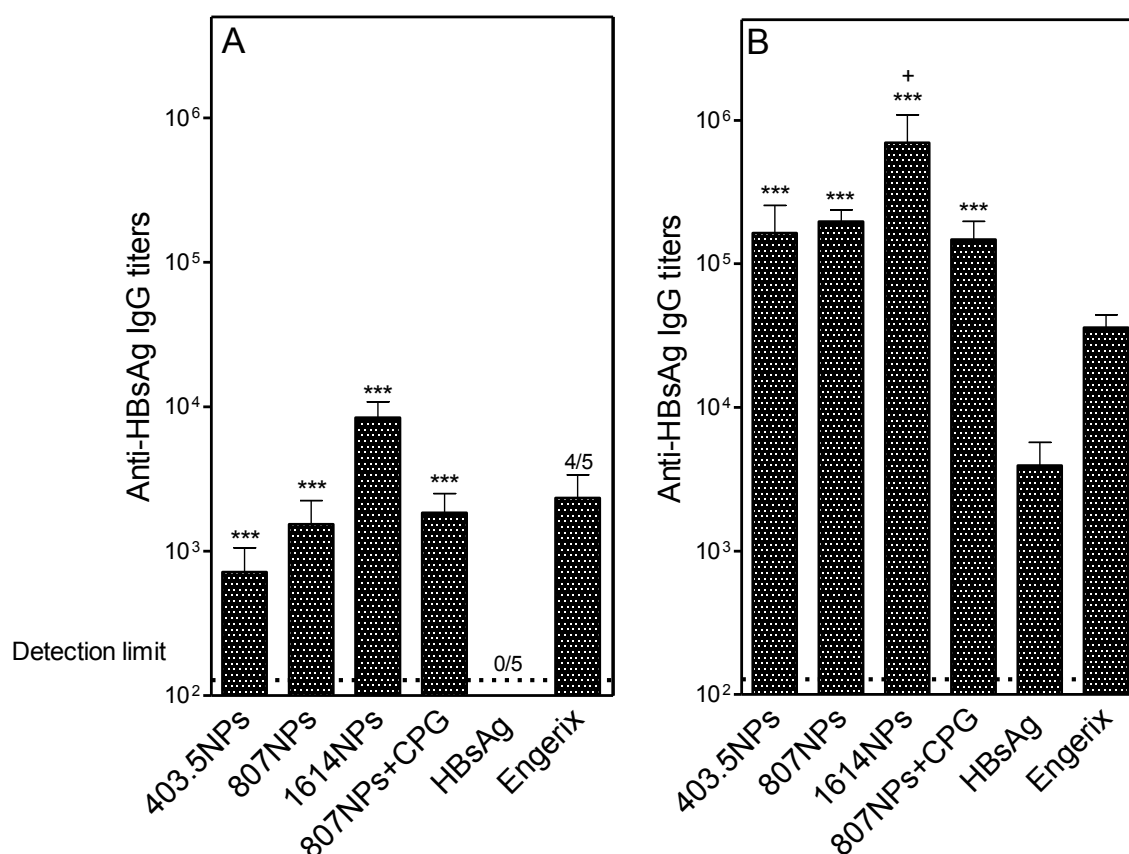 A
Anti-HBsAg IgG titers
10⁶
10⁵
10⁴
10³
10²
Detection limit
***
***
***
***
0/5
4/5
403.5NPs
807NPs
1614NPs
807NPs+CPG
HBsAg
Engerix
B
Anti-HBsAg IgG titers
10⁶
10⁵
10⁴
10³
10²
***
***
+
***
***
403.5NPs
807NPs
1614NPs
807NPs+CPG
HBsAg
Engerix